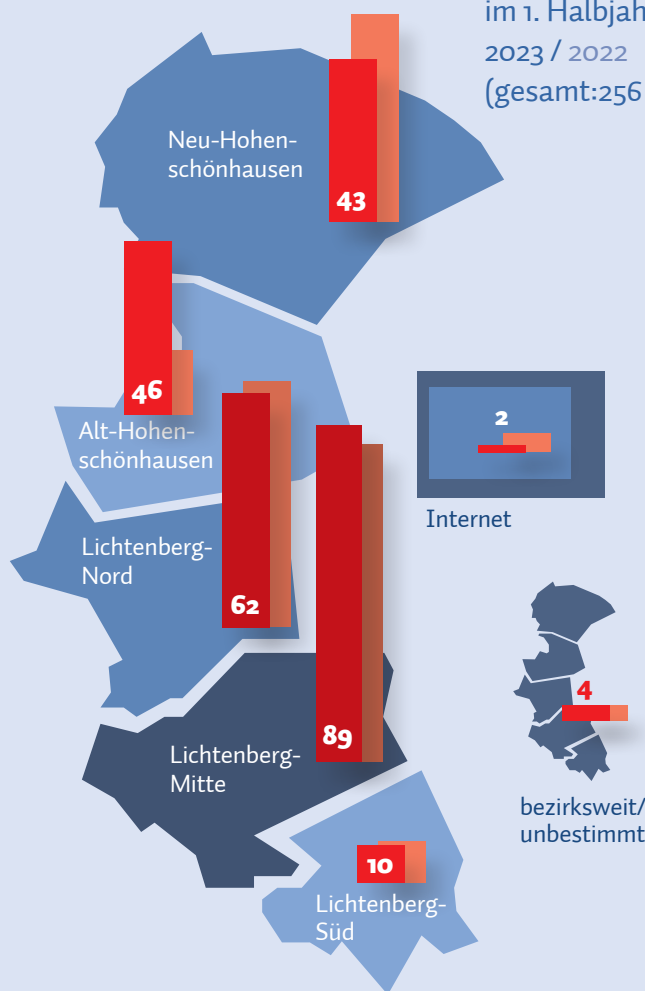 im 1. Halbjah
2023 / 2022
(gesamt:256
Neu-Hohen-
schönhausen
43
46
Alt-Hohen-
schönhausen
2
Internet
Lichtenberg-
Nord
62
4
bezirksweit/
unbestimmt
89
Lichtenberg-
Mitte
10
Lichtenberg-
Süd